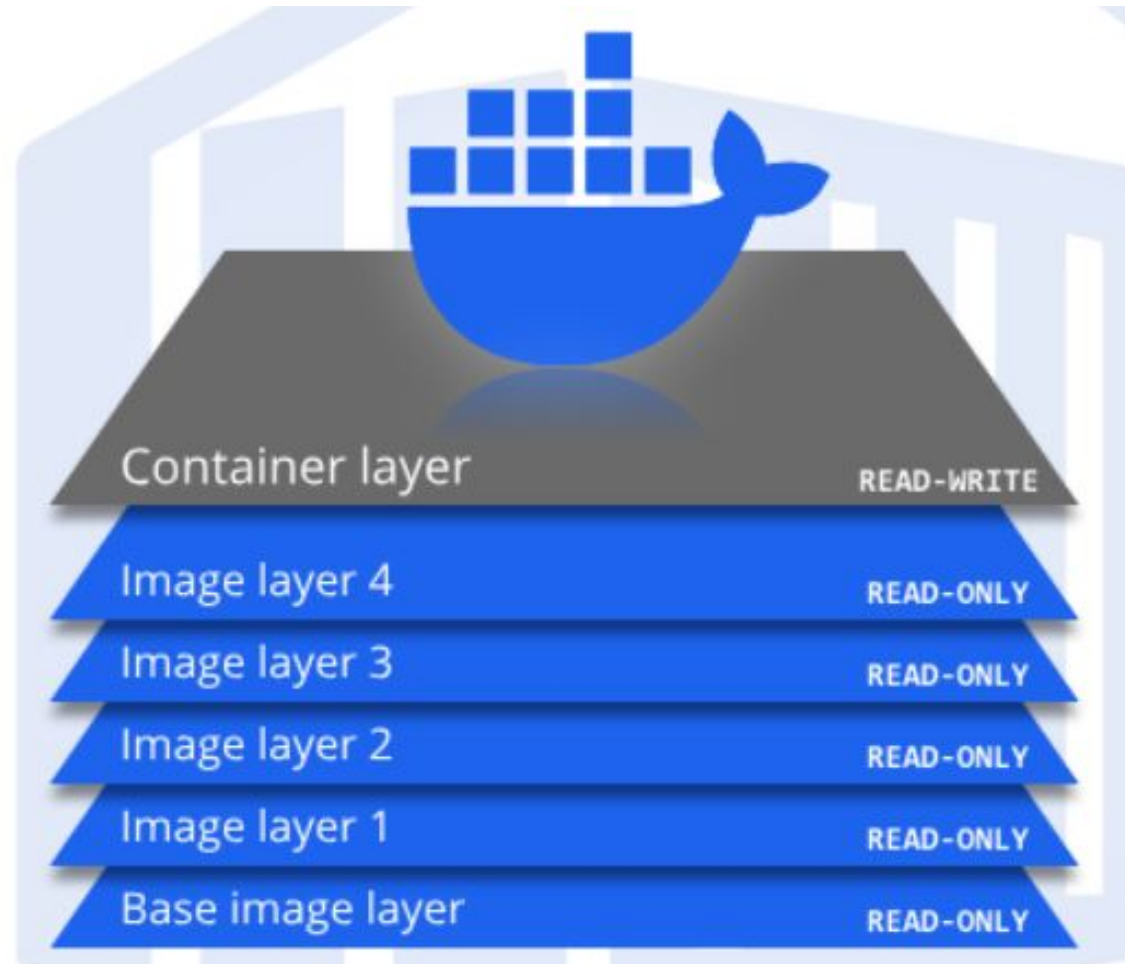 Container layer READ-WRITE
Image layer 4 READ-ONLY
Image layer 3 READ-ONLY
Image layer 2 READ-ONLY
Image layer 1 READ-ONLY
Base image layer READ-ONLY